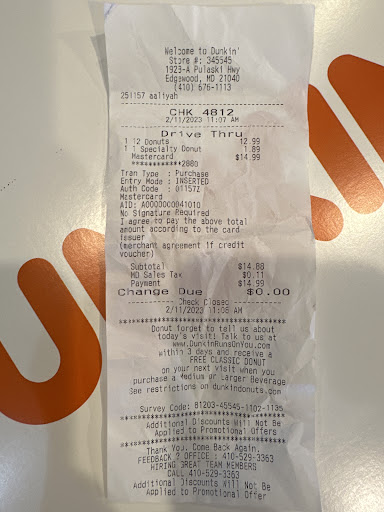 Welcome to Dunkin'
Store #: 345545
1923-A Pulaski Hwy
Edgewood, MD 21040
(410) 676-1113
251157 aaliyah
CHK 4812
2/11/2023 11:07 AM
Drive Thru
1 12 Donuts 12.99
1 1 Specialty Donut 1.89
Mastercard $14.99
************2880
Tran Type : Purchase
Entry Mode : INSERTED
Auth Code : 01157Z
Mastercard
AID: A0000000041010
No Signature Required
I agree to pay the above total
amount according to the card
issuer
(merchant agreement if credit
voucher)
Subtotal $14.88
MD Sales Tax $0.11
Payment $14.99
Change Due $0.00
---------- Check Closed ----------
2/11/2023 11:08 AM
Donut forget to tell us about
today's visit! Talk to us at
www.DunkinRunsOnYou.com
within 3 days and receive a
FREE CLASSIC DONUT
on your next visit when you
purchase a Medium or Larger Beverage
See restrictions on dunkindonuts.com
Survey Code: 81203-45545-1102-1135
Additional Discounts Will Not Be
Applied to Promotional Offers
Thank You. Come Back Again.
FEEDBACK ? OFFICE : 410-529-3363
HIRING GREAT TEAM MEMBERS
CALL 410-529-3363
Additional Discounts Will Not Be
Applied to Promotional Offer